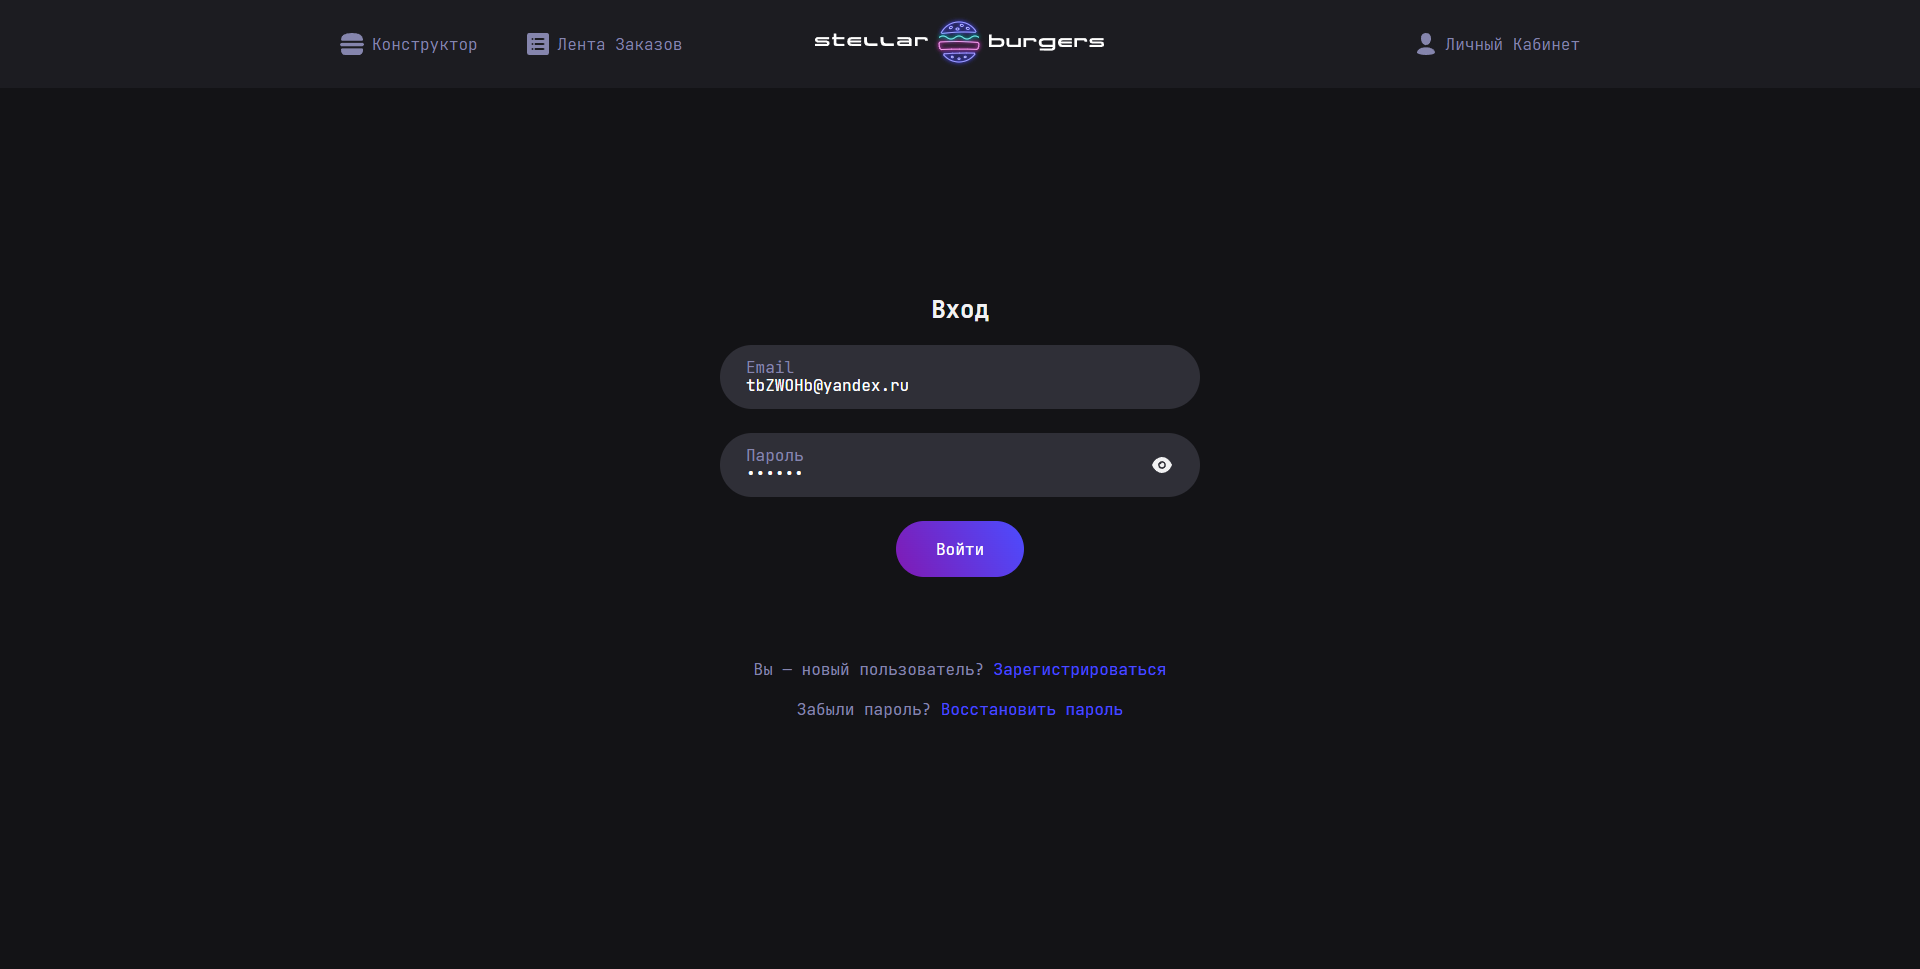 Конструктор
Лента Заказов
stellar burgers
Личный Кабинет
Вход
Email
tbZWOHb@yandex.ru
Пароль
••••••
Войти
Вы — новый пользователь? Зарегистрироваться
Забыли пароль? Восстановить пароль